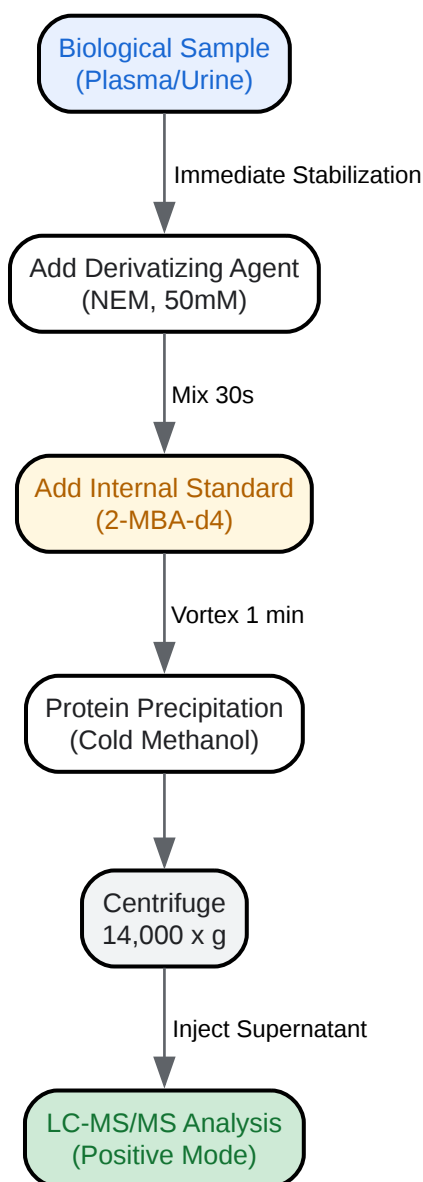 Biological Sample
(Plasma/Urine)
Immediate Stabilization
Add Derivatizing Agent
(NEM, 50mM)
Mix 30s
Add Internal Standard
(2-MBA-d4)
Vortex 1 min
Protein Precipitation
(Cold Methanol)
Centrifuge
14,000 x g
Inject Supernatant
LC-MS/MS Analysis
(Positive Mode)